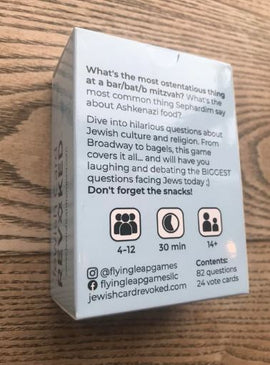 What's the most ostentatious thing
at a bar/bat/b mitzvah? What's the
most common thing Sephardim say
about Ashkenazi food?
Dive into hilarious questions about
Jewish culture and religion. From
Broadway to bagels, this game
covers it all... and will have you
laughing and debating the BIGGEST
questions facing Jews today ;)
Don't forget the snacks!
4-12
30 min
14+
@flyingleapgames
flyingleapgamesllc
jewishcardrevoked.com
Contents:
82 questions
24 vote cards
REVOKED